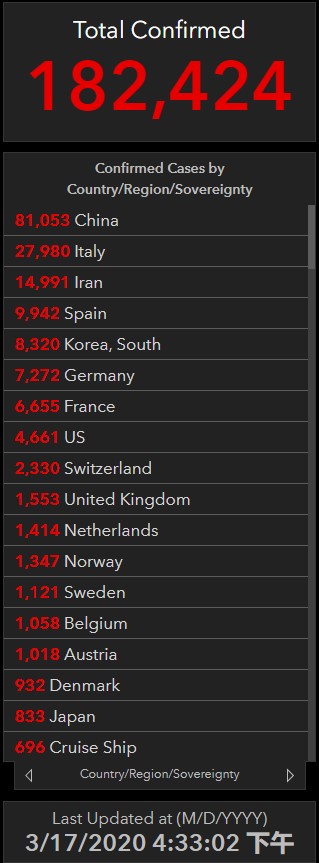 Total Confirmed
182,424
Confirmed Cases by
Country/Region/Sovereignty
81,053 China
27,980 Italy
14,991 Iran
9,942 Spain
8,320 Korea, South
7,272 Germany
6,655 France
4,661 US
2,330 Switzerland
1,553 United Kingdom
1,414 Netherlands
1,347 Norway
1,121 Sweden
1,058 Belgium
1,018 Austria
932 Denmark
833 Japan
696 Cruise Ship
Country/Region/Sovereignty
Last Updated at (M/D/YYYY)
3/17/2020 4:33:02 下午